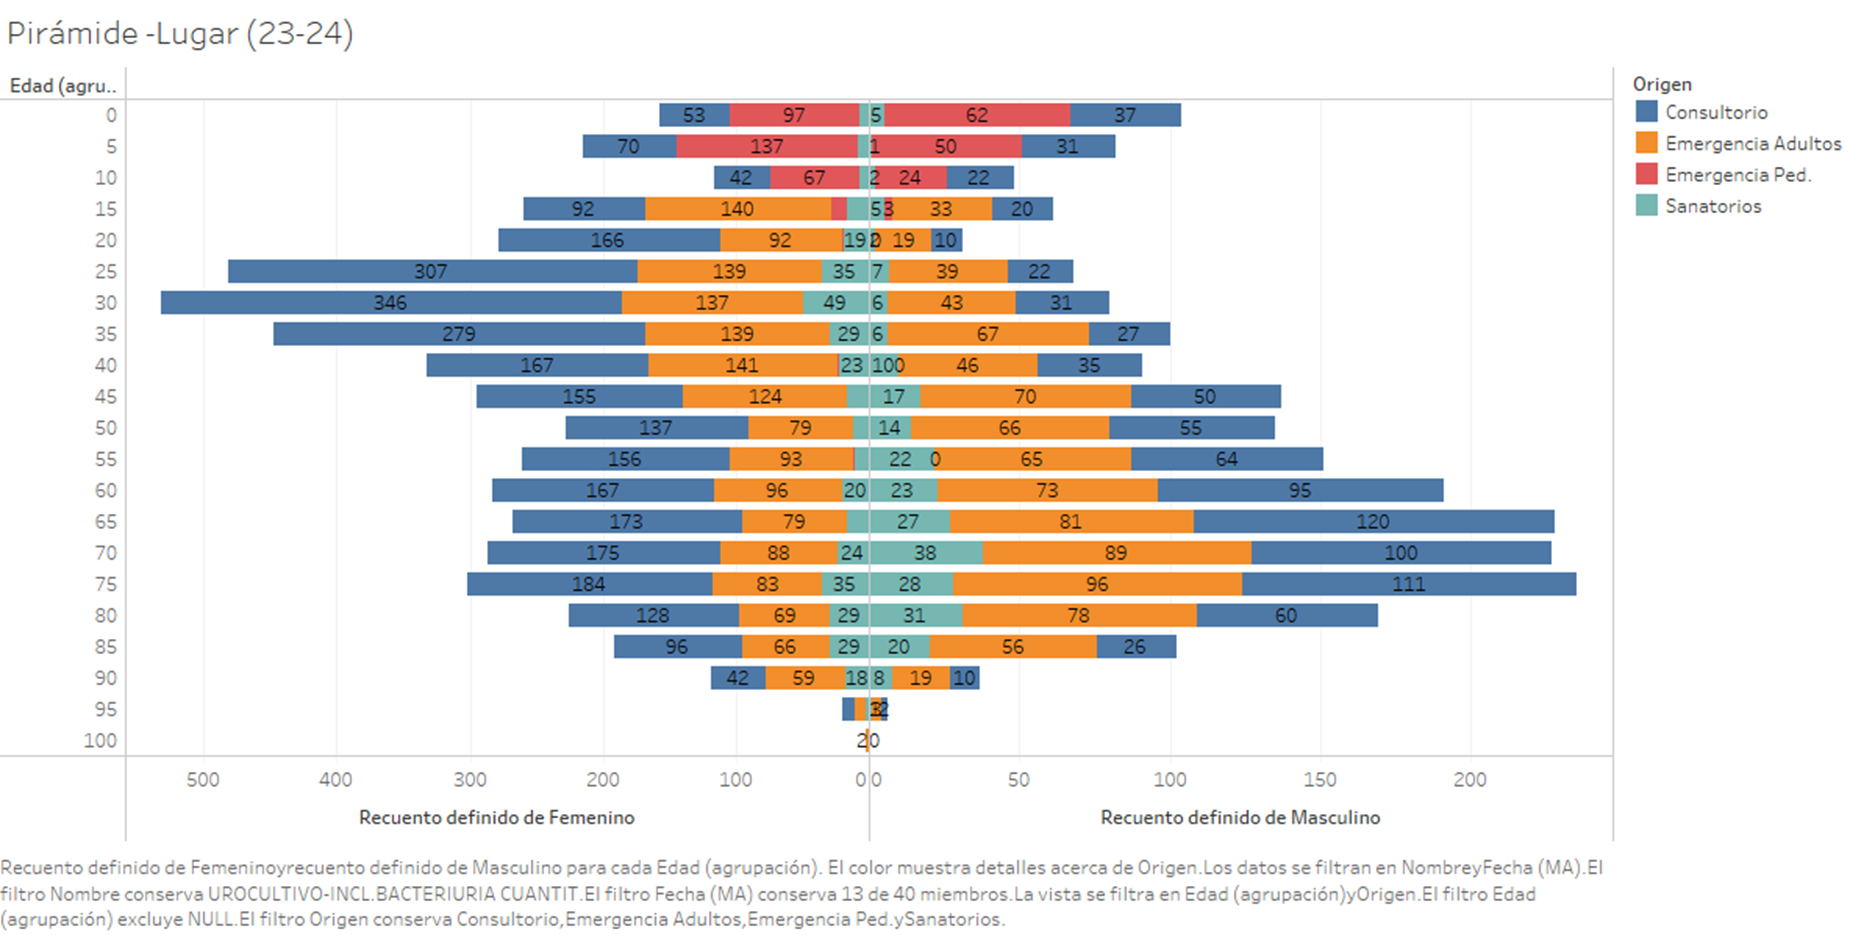 Pirámide -Lugar (23-24)
Edad (agru..
Origen
Consultorio
Emergencia Adultos
Emergencia Ped.
Sanatorios
0 53 97 5 62 37
5 70 137 1 50 31
10 42 67 2 24 22
15 92 140 5 3 33 20
20 166 92 19 2 0 19 10
25 307 139 35 7 39 22
30 346 137 49 6 43 31
35 279 139 29 6 67 27
40 167 141 23 10 0 46 35
45 155 124 17 70 50
50 137 79 14 66 55
55 156 93 22 0 65 64
60 167 96 20 23 73 95
65 173 79 27 81 120
70 175 88 24 38 89 100
75 184 83 35 28 96 111
80 128 69 29 31 78 60
85 96 66 29 20 56 26
90 42 59 18 8 19 10
95
100 2 0
500 400 300 200 100 0 0 50 100 150 200
Recuento definido de Femenino Recuento definido de Masculino
Recuento definido de Femeninoyrecuento definido de Masculino para cada Edad (agrupación). El color muestra detalles acerca de Origen.Los datos se filtran en NombreyFecha (MA).El
filtro Nombre conserva UROCULTIVO-INCL.BACTERIURIA CUANTIT.El filtro Fecha (MA) conserva 13 de 40 miembros.La vista se filtra en Edad (agrupación)yOrigen.El filtro Edad
(agrupación) excluye NULL.El filtro Origen conserva Consultorio,Emergencia Adultos,Emergencia Ped.ySanatorios.